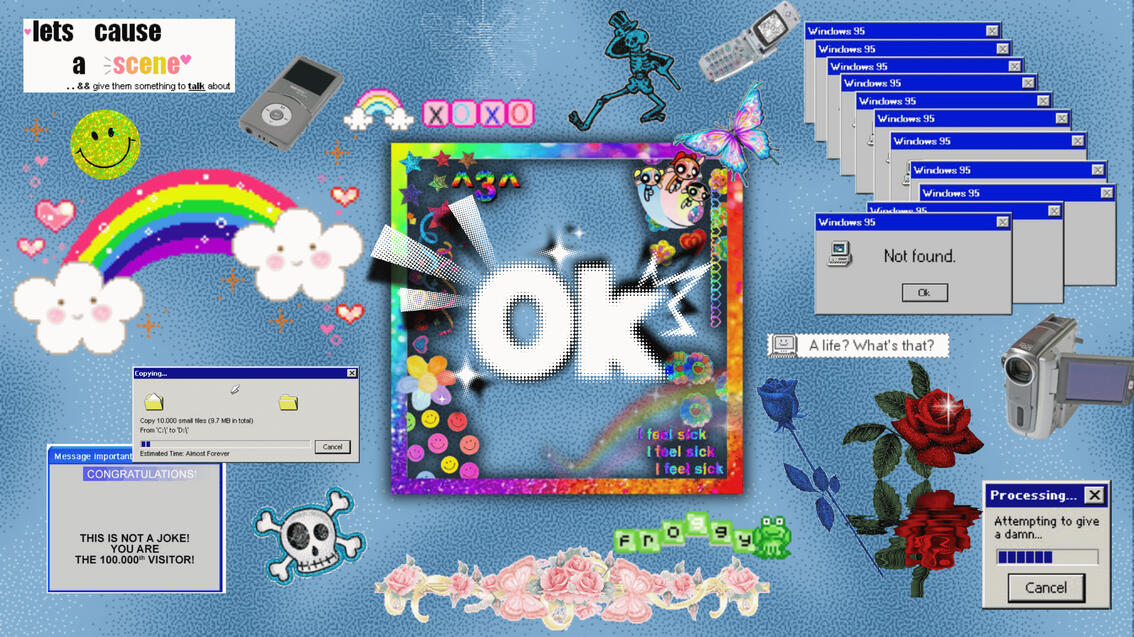 lets cause
a scene
..&& give them something to talk about
XOXO
^3^
Ok
I feel sick
I feel sick
I feel sick
Windows 95
Windows 95
Windows 95
Windows 95
Windows 95
Windows 95
Windows 95
Windows 95
Windows 95
Windows 95
Windows 95
Not found.
Ok
A life? What's that?
Copying...
Copy 10.000 small files (9.7 MB in total)
From 'C:\' to 'D:\'
Estimated Time: Almost Forever
Cancel
Message important
CONGRATULATIONS!
THIS IS NOT A JOKE!
YOU ARE
THE 100.000th VISITOR!
froggy
Processing...
Attempting to give
a damn...
Cancel